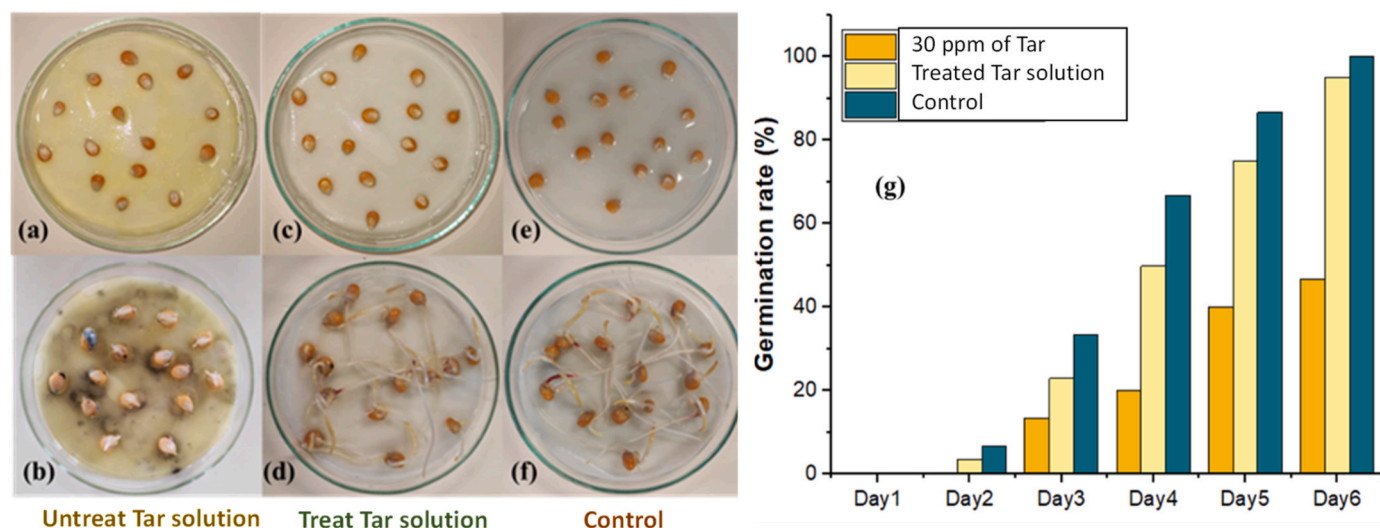 (a)
(c)
(e)
(b)
(d)
(f)
Untreat Tar solution
Treat Tar solution
Control
30 ppm of Tar
Treated Tar solution
Control
(g)
Germination rate (%)
100
80
60
40
20
0
Day1
Day2
Day3
Day4
Day5
Day6